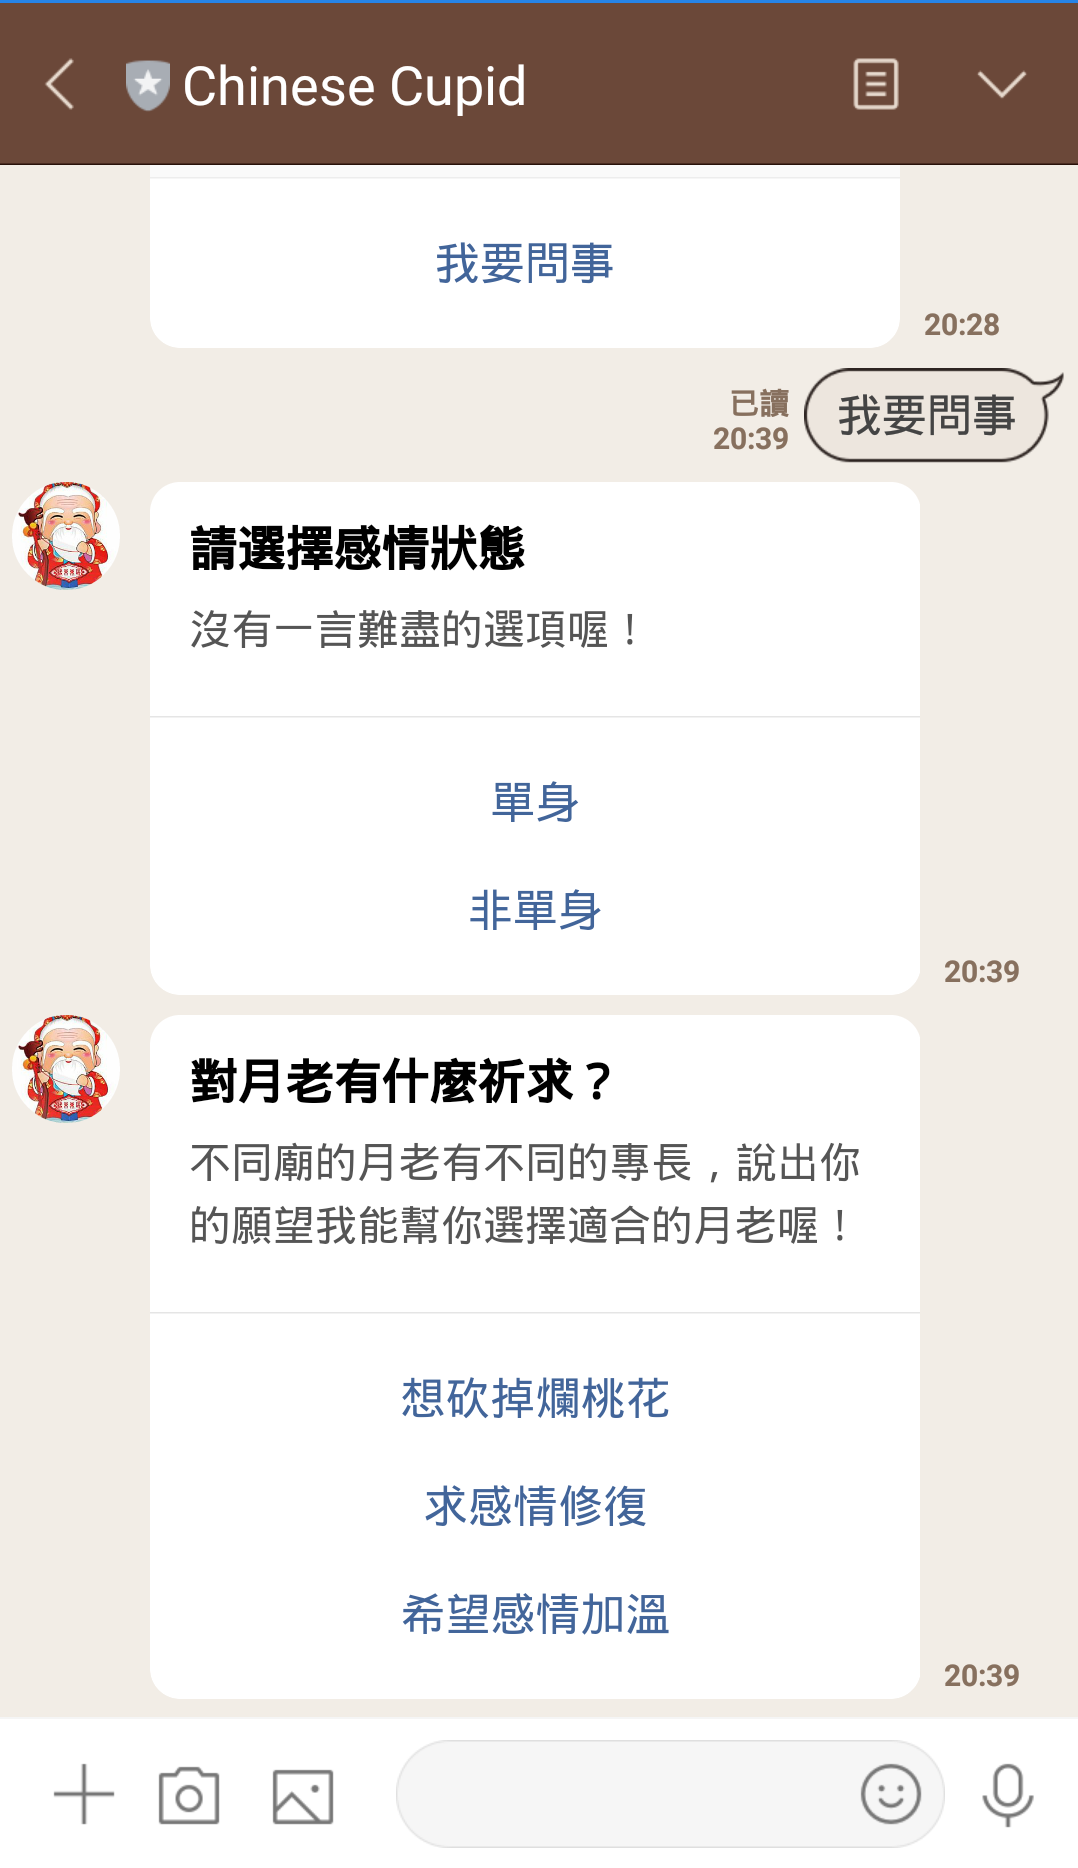 Chinese Cupid
我要問事
20:28
已讀
20:39
我要問事
請選擇感情狀態
沒有一言難盡的選項喔！
單身
非單身
20:39
對月老有什麼祈求？
不同廟的月老有不同的專長，說出你
的願望我能幫你選擇適合的月老喔！
想砍掉爛桃花
求感情修復
希望感情加溫
20:39